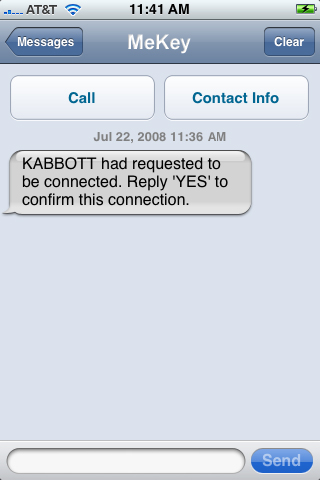 AT&T 11:41 AM
Messages MeKey Clear
Call Contact Info
Jul 22, 2008 11:36 AM
KABBOTT had requested to
be connected. Reply 'YES' to
confirm this connection.
Send